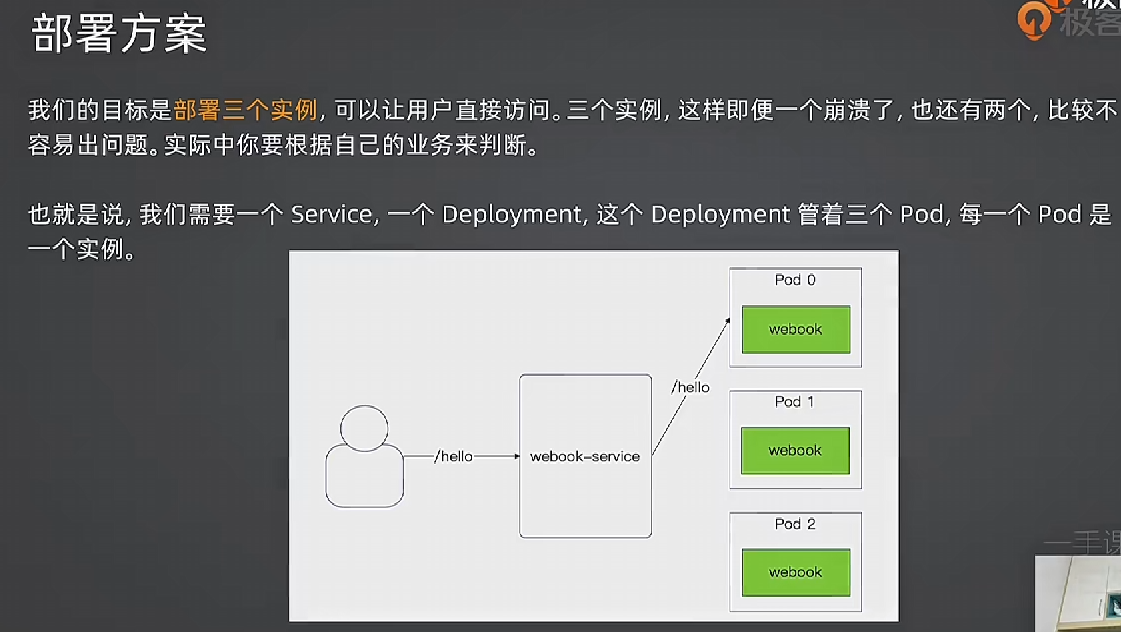 部署方案
极客
我们的目标是部署三个实例, 可以让用户直接访问。三个实例, 这样即便一个崩溃了, 也还有两个, 比较不
容易出问题。实际中你要根据自己的业务来判断。
也就是说, 我们需要一个 Service, 一个 Deployment, 这个 Deployment 管着三个 Pod, 每一个 Pod 是
一个实例。
Pod 0
webook
/hello
Pod 1
webook
/hello
webook-service
Pod 2
webook
一手课